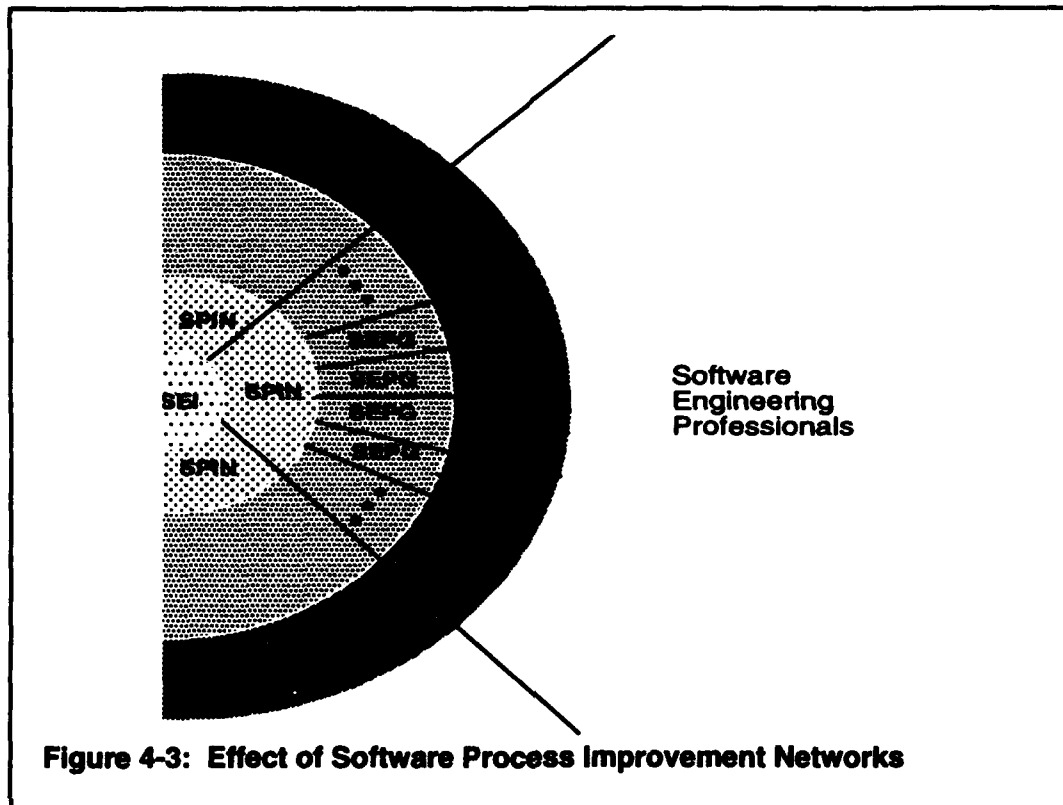 SPIN
SEPG
SEPG
SEI
SPIN
SEPG
SEPG
SPIN
Software
Engineering
Professionals
Figure 4-3: Effect of Software Process Improvement Networks